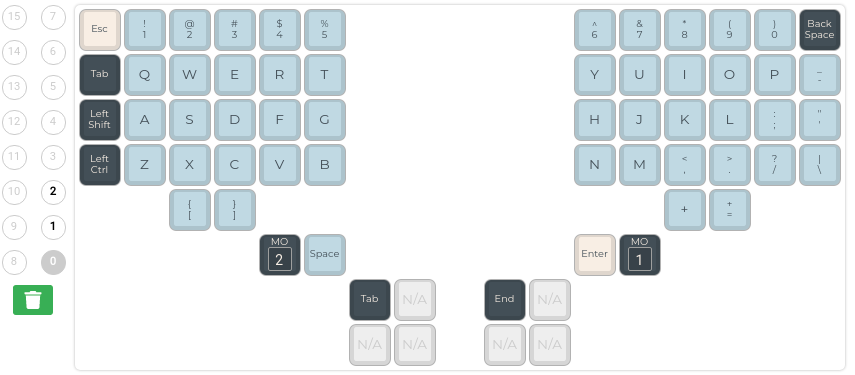 15 7 Esc ! @ # $ % ^ & * ( ) Back
1 2 3 4 5 6 7 8 9 0 Space
14 6
13 5 Tab Q W E R T Y U I O P _
-
12 4 Left Shift A S D F G H J K L : "
; '
11 3 Left Ctrl Z X C V B N M < > ? |
, . / \
10 2 { } + +
[ ] =
9 1
8 0 MO 2 Space Enter MO 1
Tab N/A End N/A
N/A N/A N/A N/A